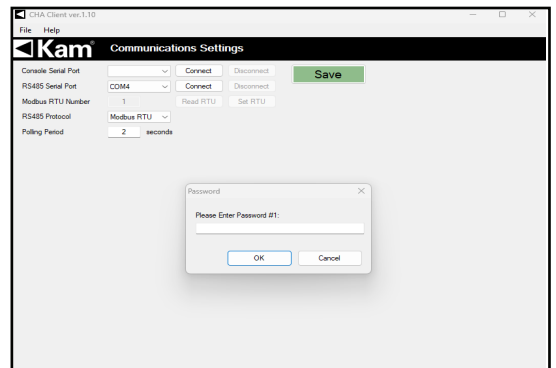 CHA Client ver.1.10
File Help
Kam® Communications Settings
Console Serial Port Connect Disconnect Save
RS485 Serial Port COM4 Connect Disconnect
Modbus RTU Number 1 Read RTU Set RTU
RS485 Protocol Modbus RTU
Polling Period 2 seconds
Password
Please Enter Password #1:
OK Cancel